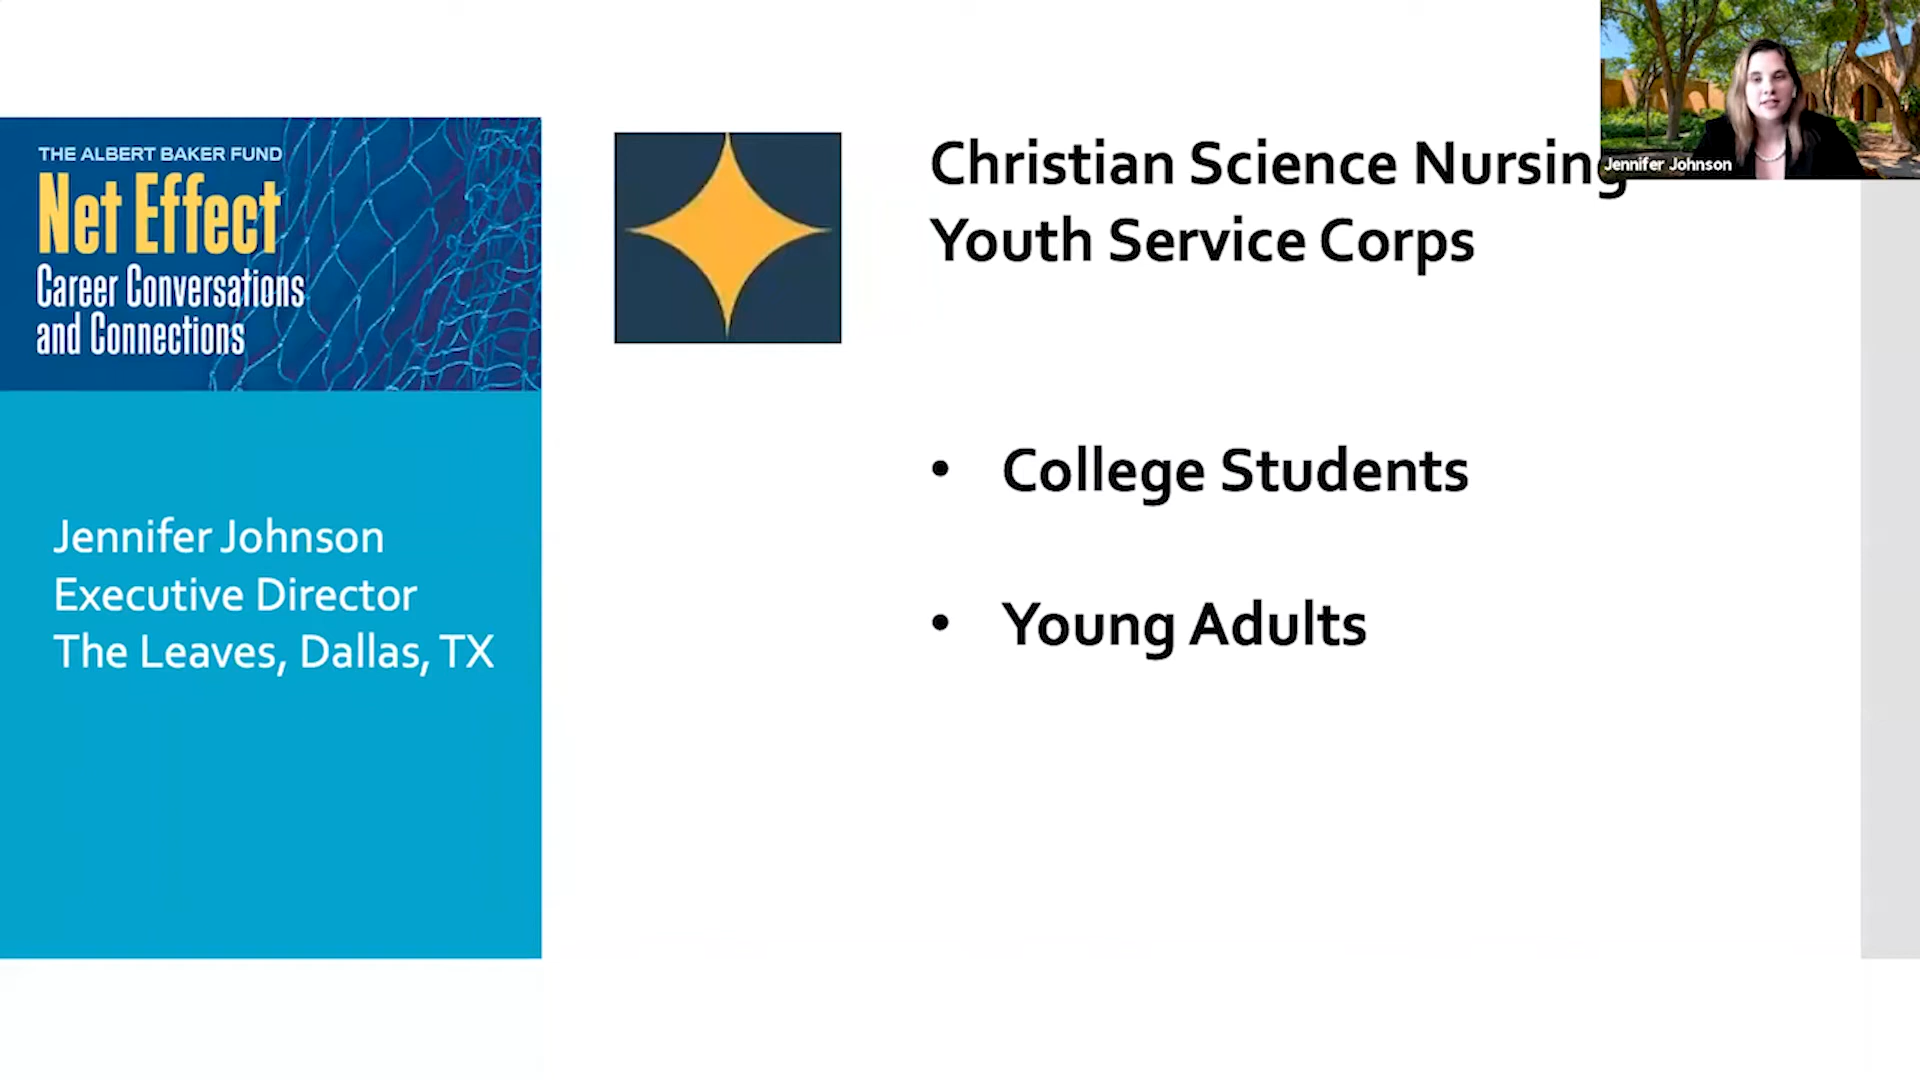 THE ALBERT BAKER FUND
Net Effect
Career Conversations
and Connections
Jennifer Johnson
Executive Director
The Leaves, Dallas, TX
Christian Science Nursing
Youth Service Corps
• College Students
• Young Adults
Jennifer Johnson